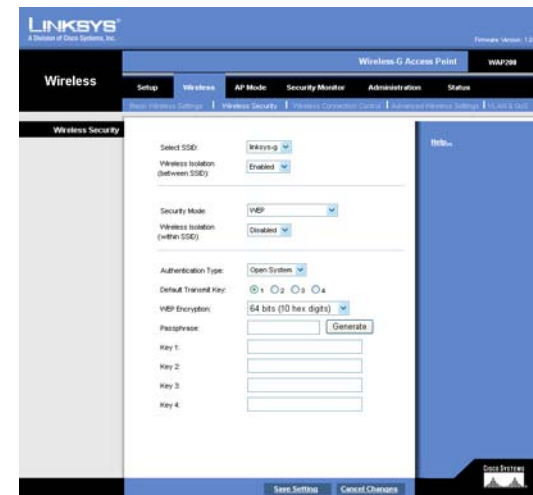 LINKSYS®
A Division of Cisco Systems, Inc.
Firmware Version: 1.2
Wireless-G Access Point WAP200
Wireless
Setup Wireless AP Mode Security Monitor Administration Status
Basic Wireless Settings | Wireless Security | Wireless Connection Control | Advanced Wireless Settings | VLAN & QoS
Wireless Security
Help...
Select SSID: linksys-g
Wireless Isolation
(between SSID): Enabled
Security Mode: WEP
Wireless Isolation
(within SSID): Disabled
Authentication Type: Open System
Default Transmit Key: 1 2 3 4
WEP Encryption: 64 bits (10 hex digits)
Passphrase: Generate
Key 1:
Key 2:
Key 3:
Key 4:
CISCO SYSTEMS
Save Setting Cancel Changes